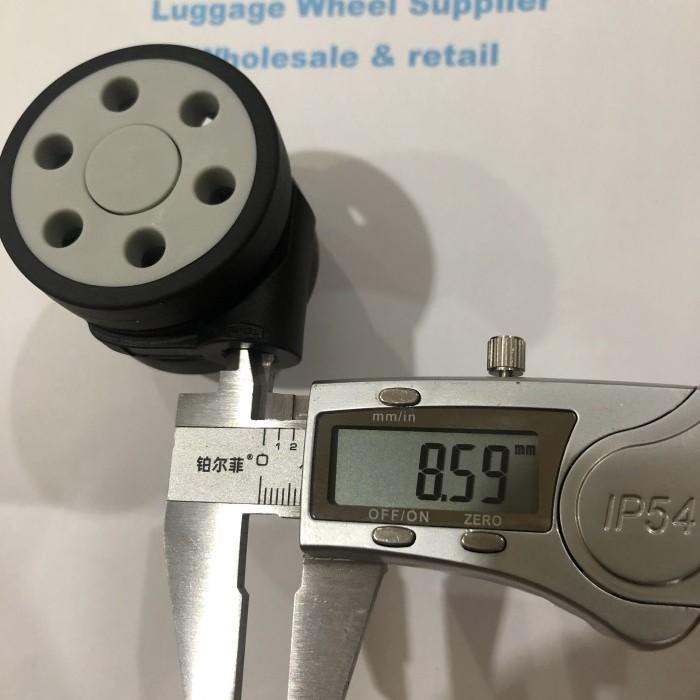 Luggage Wheel Supplier
Wholesale & retail
mm/in
8.59 mm
OFF/ON ZERO
铂尔菲®
0 1 2
IP54